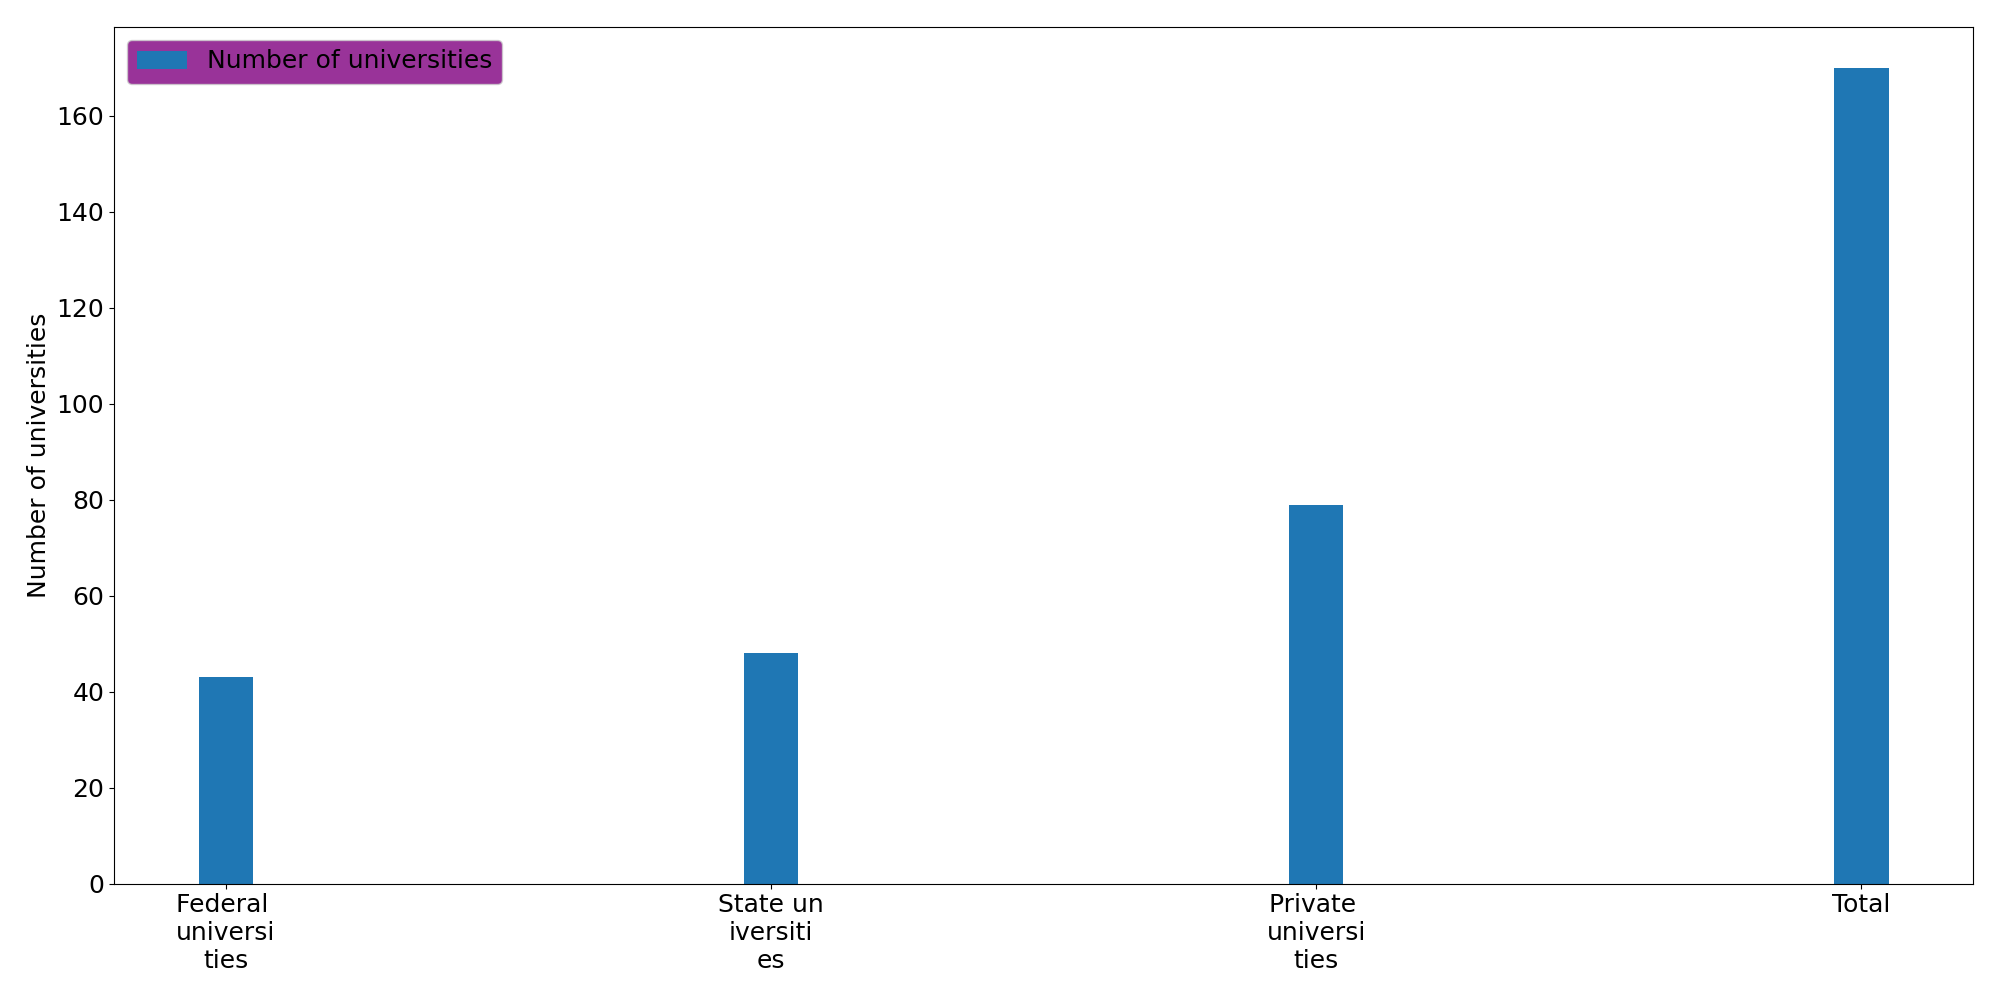 Number of universities
Number of universities
160
140
120
100
80
60
40
20
0
Federal
universi
ties
State un
iversiti
es
Private
universi
ties
Total